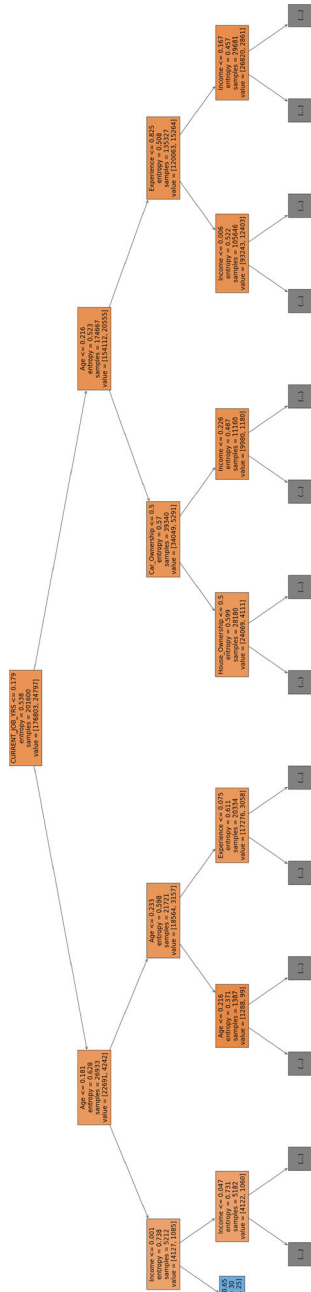 CURRENT_JOB_YRS <= 0.179
entropy = 0.538
samples = 201600
value = [176803, 24797]
Age <= 0.181
entropy = 0.628
samples = 26933
value = [22691, 4242]
Age <= 0.216
entropy = 0.523
samples = 174667
value = [154112, 20555]
Income <= 0.001
entropy = 0.738
samples = 5212
value = [4127, 1085]
Age <= 0.233
entropy = 0.598
samples = 21721
value = [18564, 3157]
Car_Ownership <= 0.5
entropy = 0.57
samples = 39340
value = [34049, 5291]
Experience <= 0.825
entropy = 0.508
samples = 135327
value = [120063, 15264]
0.65
30
25]
Income <= 0.047
entropy = 0.731
samples = 5182
value = [4122, 1060]
Age <= 0.216
entropy = 0.371
samples = 1387
value = [1288, 99]
Experience <= 0.075
entropy = 0.611
samples = 20334
value = [17276, 3058]
House_Ownership <= 0.5
entropy = 0.599
samples = 28180
value = [24069, 4111]
Income <= 0.226
entropy = 0.487
samples = 11160
value = [9980, 1180]
Income <= 0.006
entropy = 0.522
samples = 105646
value = [93243, 12403]
Income <= 0.167
entropy = 0.457
samples = 29681
value = [26820, 2861]
(...)
(...)
(...)
(...)
(...)
(...)
(...)
(...)
(...)
(...)
(...)
(...)
(...)
(...)